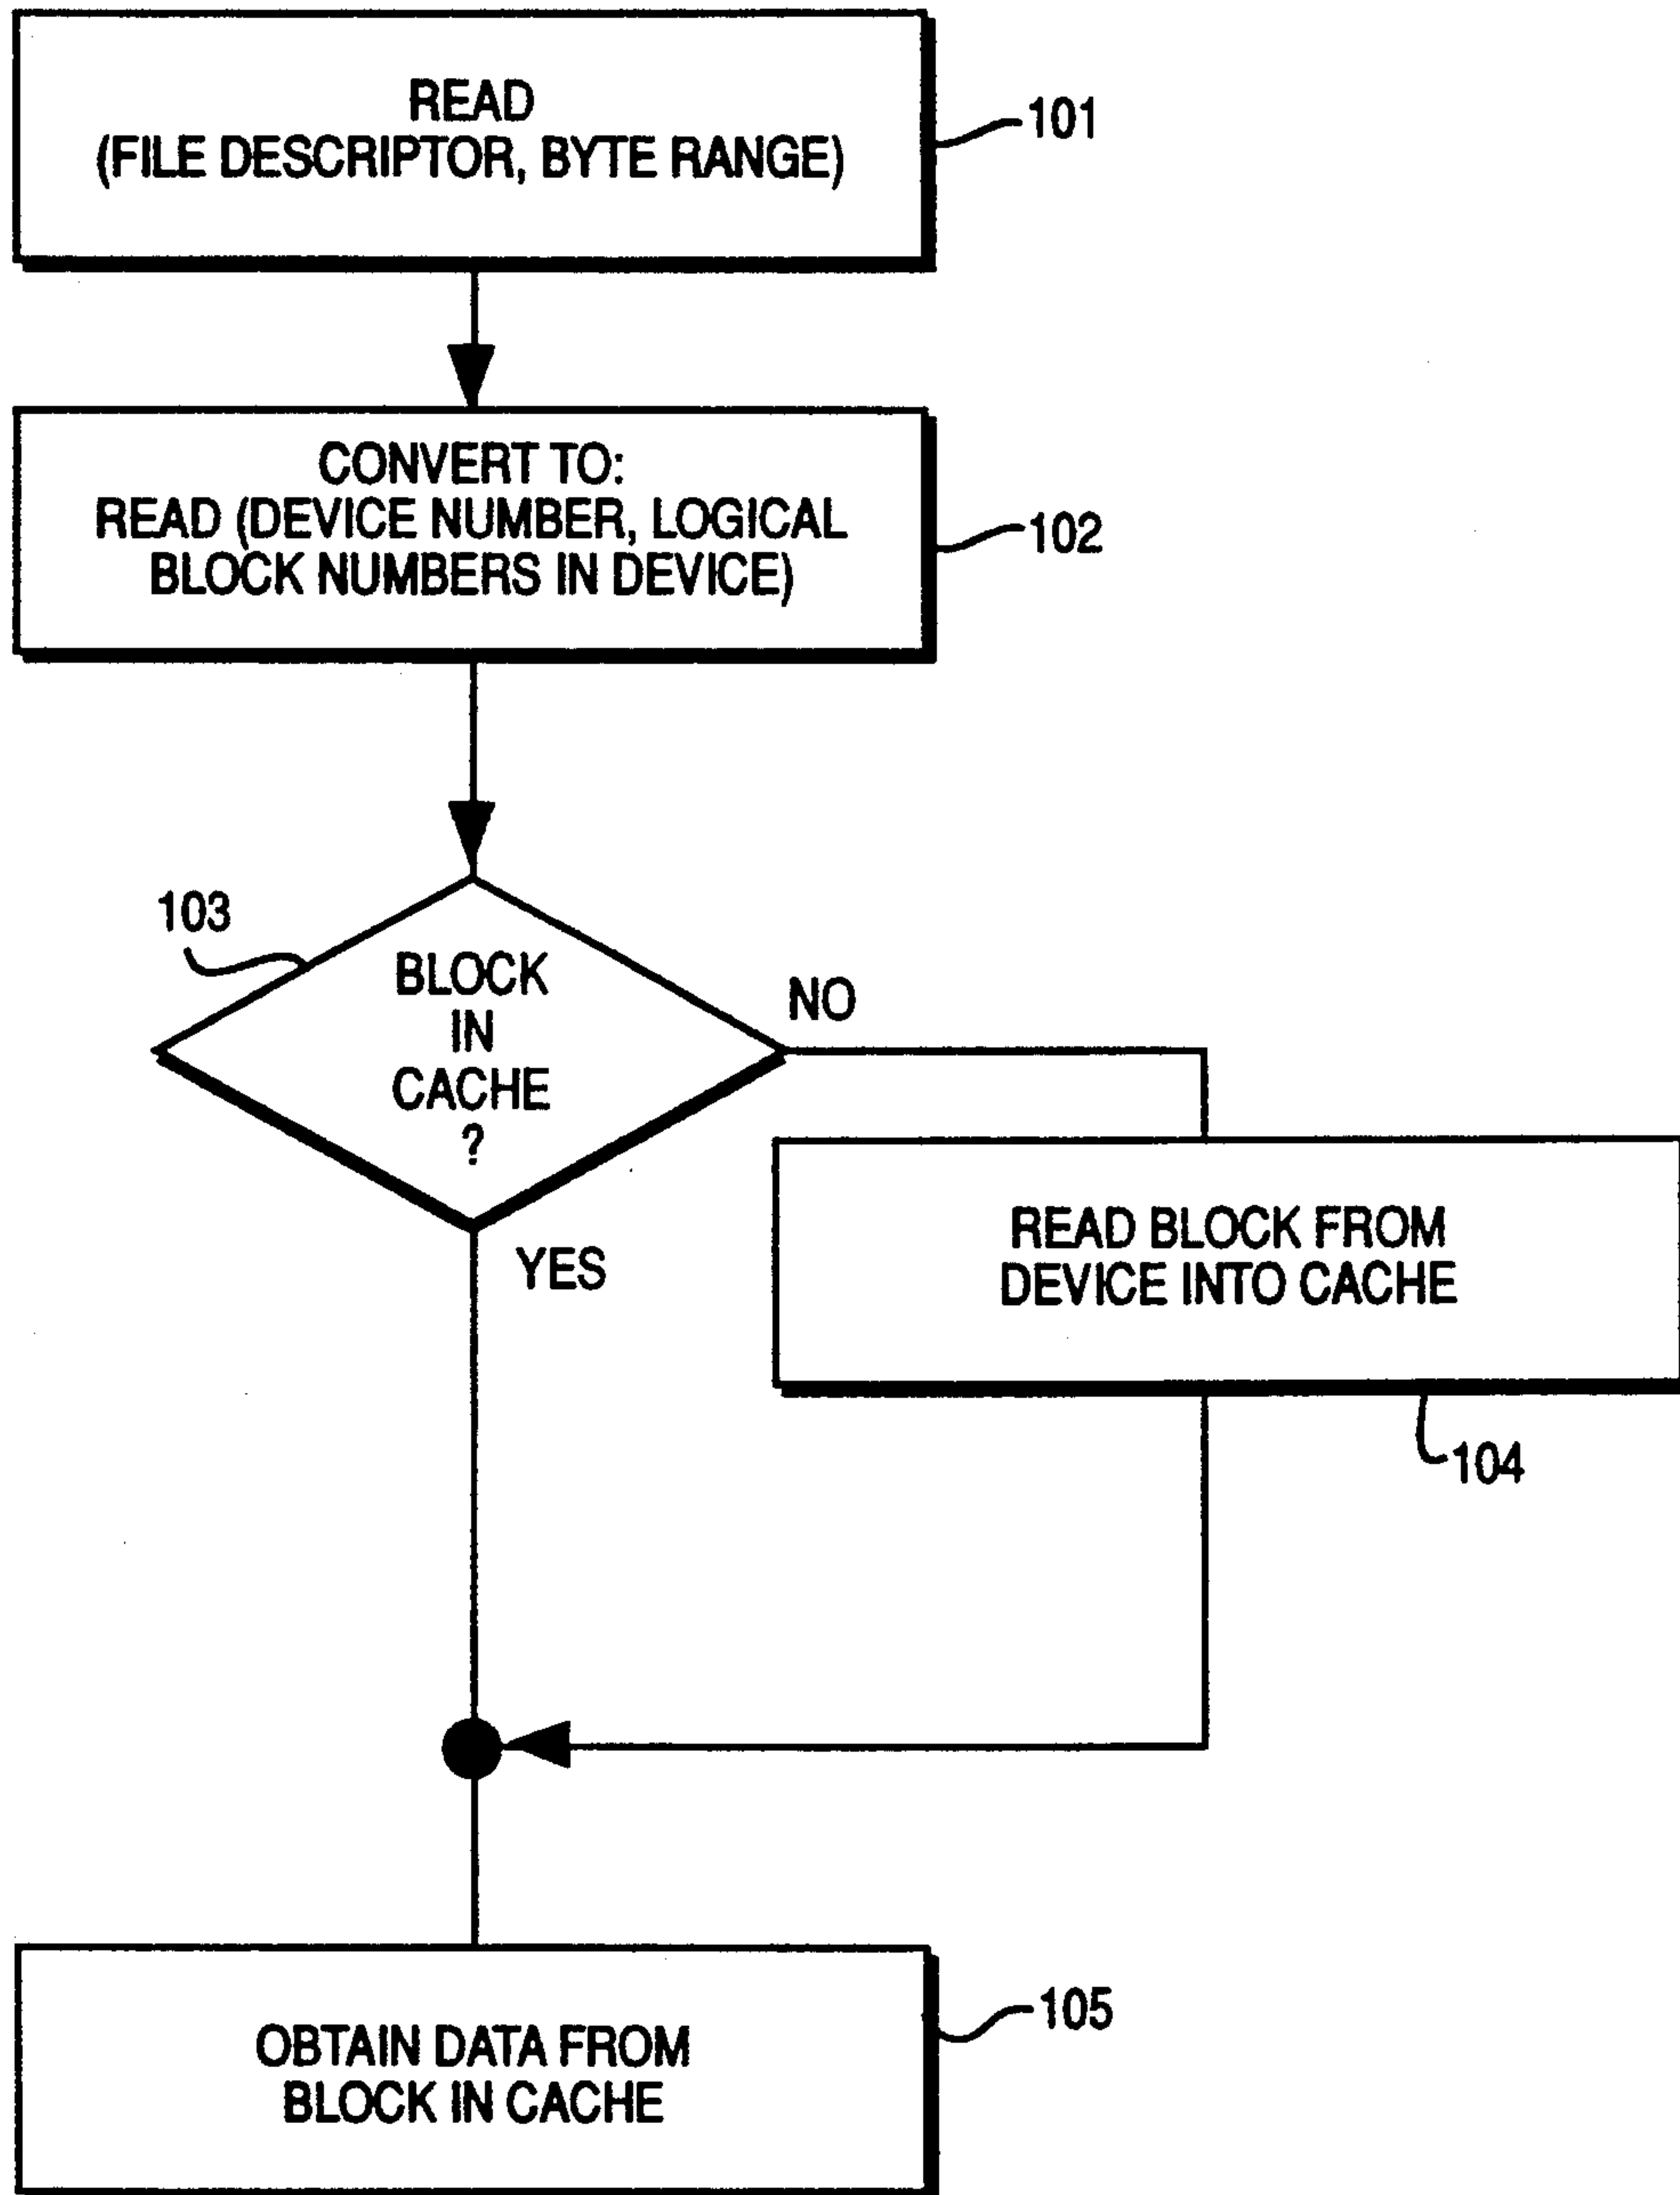 READ
(FILE DESCRIPTOR, BYTE RANGE)
101
CONVERT TO:
READ (DEVICE NUMBER, LOGICAL
BLOCK NUMBERS IN DEVICE)
102
103
BLOCK
IN
CACHE
?
NO
YES
READ BLOCK FROM
DEVICE INTO CACHE
104
OBTAIN DATA FROM
BLOCK IN CACHE
105